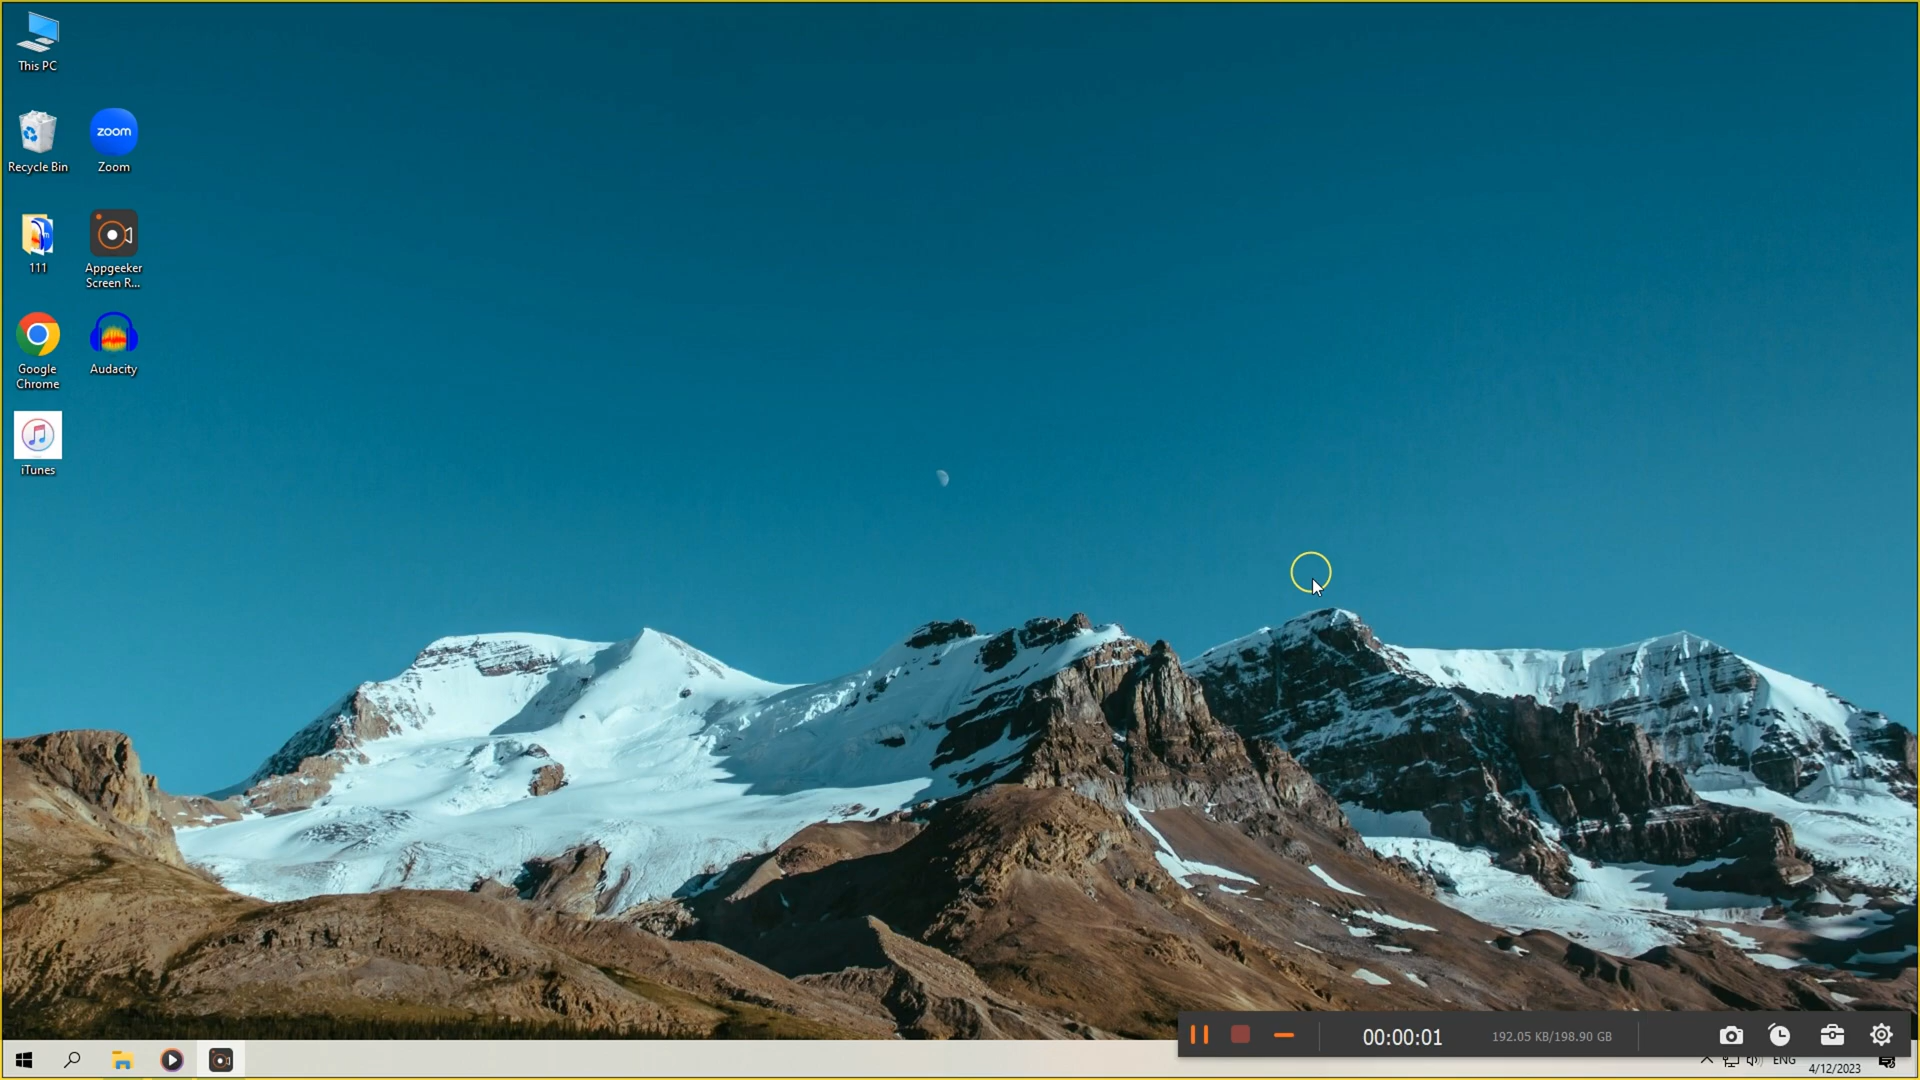 This PC
Recycle Bin
zoom
Zoom
111
Appgeeker
Screen R...
Google
Chrome
Audacity
iTunes
00:00:01
192.05 KB/198.90 GB
ENG
4/12/2023